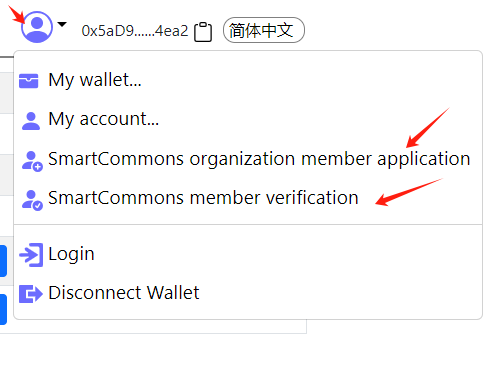 0x5aD9......4ea2 简体中文
My wallet...
My account...
SmartCommons organization member application
SmartCommons member verification
Login
Disconnect Wallet